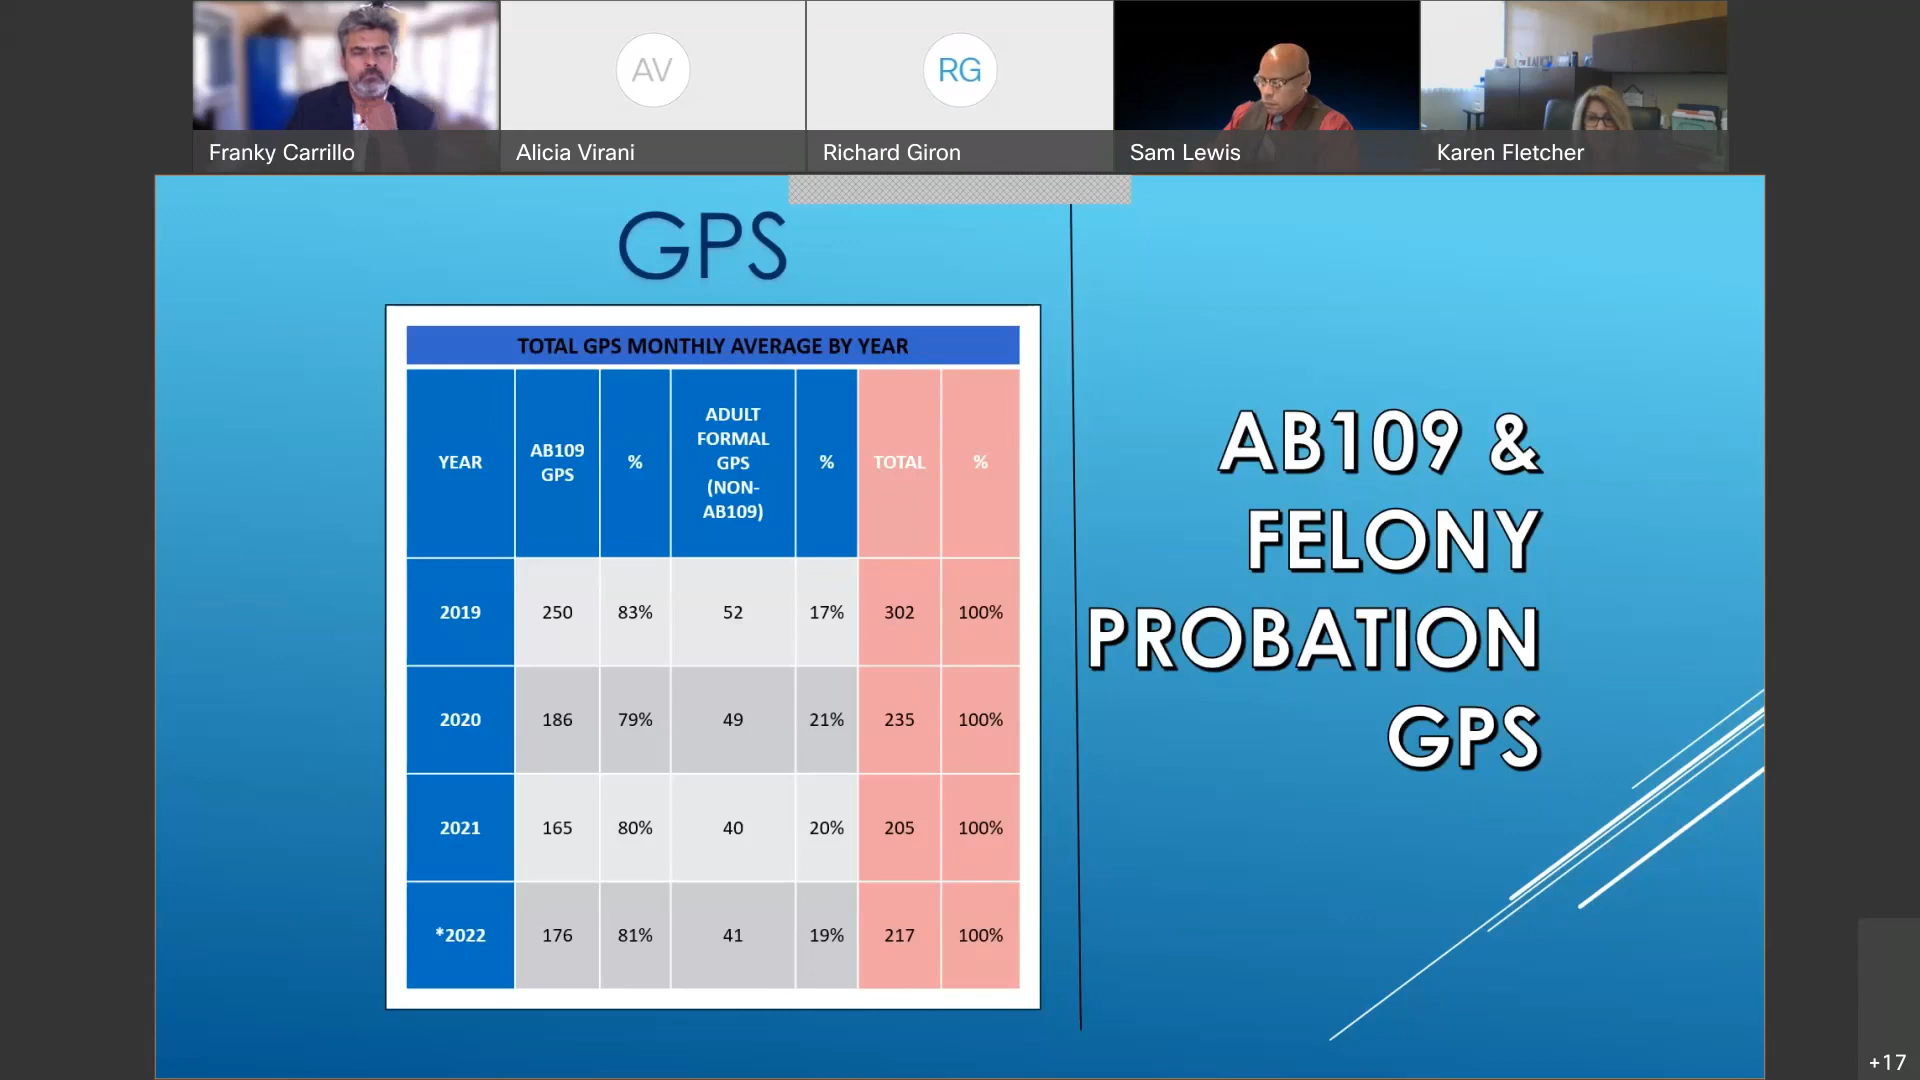 AV
RG
Franky Carrillo
Alicia Virani
Richard Giron
Sam Lewis
Karen Fletcher
GPS
TOTAL GPS MONTHLY AVERAGE BY YEAR
YEAR
AB109
GPS
%
ADULT
FORMAL
GPS
(NON-
AB109)
%
TOTAL
%
2019 250 83% 52 17% 302 100%
2020 186 79% 49 21% 235 100%
2021 165 80% 40 20% 205 100%
*2022 176 81% 41 19% 217 100%
AB109 &
FELONY
PROBATION
GPS
+17